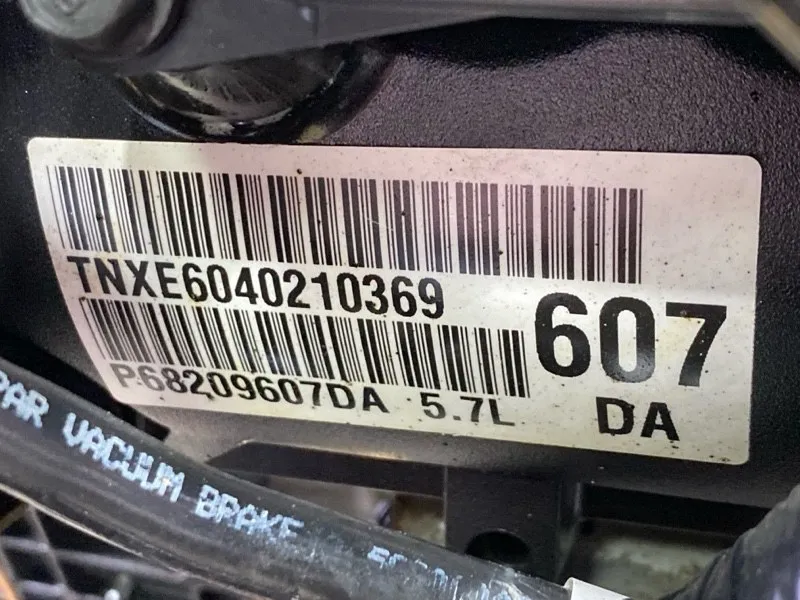 TNXE6040210369
607
P68209607DA 5.7L
DA
PAR VACUUM BRAKE